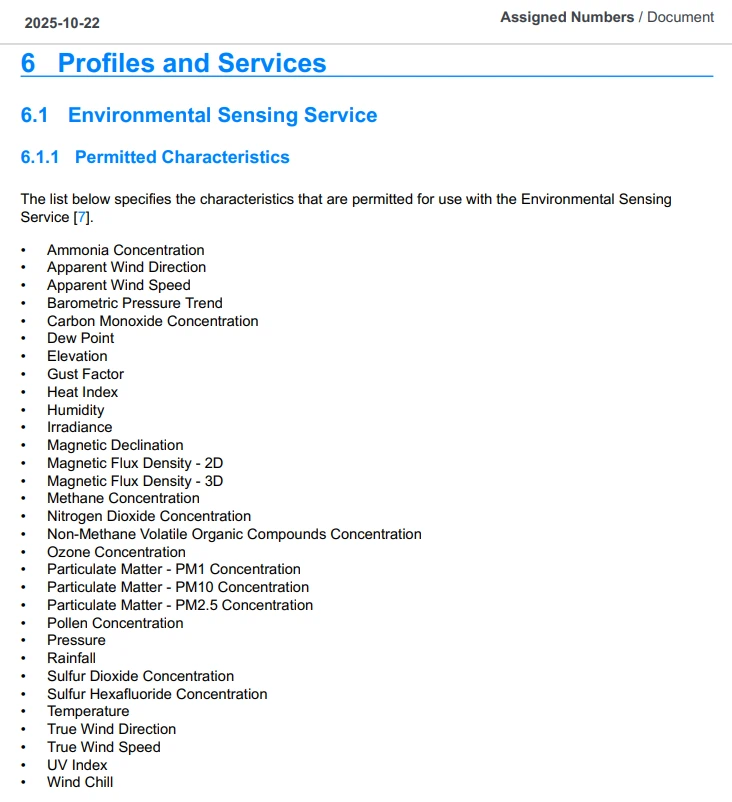 2025-10-22
Assigned Numbers / Document
6 Profiles and Services
6.1 Environmental Sensing Service
6.1.1 Permitted Characteristics
The list below specifies the characteristics that are permitted for use with the Environmental Sensing
Service [7].
• Ammonia Concentration
• Apparent Wind Direction
• Apparent Wind Speed
• Barometric Pressure Trend
• Carbon Monoxide Concentration
• Dew Point
• Elevation
• Gust Factor
• Heat Index
• Humidity
• Irradiance
• Magnetic Declination
• Magnetic Flux Density - 2D
• Magnetic Flux Density - 3D
• Methane Concentration
• Nitrogen Dioxide Concentration
• Non-Methane Volatile Organic Compounds Concentration
• Ozone Concentration
• Particulate Matter - PM1 Concentration
• Particulate Matter - PM10 Concentration
• Particulate Matter - PM2.5 Concentration
• Pollen Concentration
• Pressure
• Rainfall
• Sulfur Dioxide Concentration
• Sulfur Hexafluoride Concentration
• Temperature
• True Wind Direction
• True Wind Speed
• UV Index
• Wind Chill